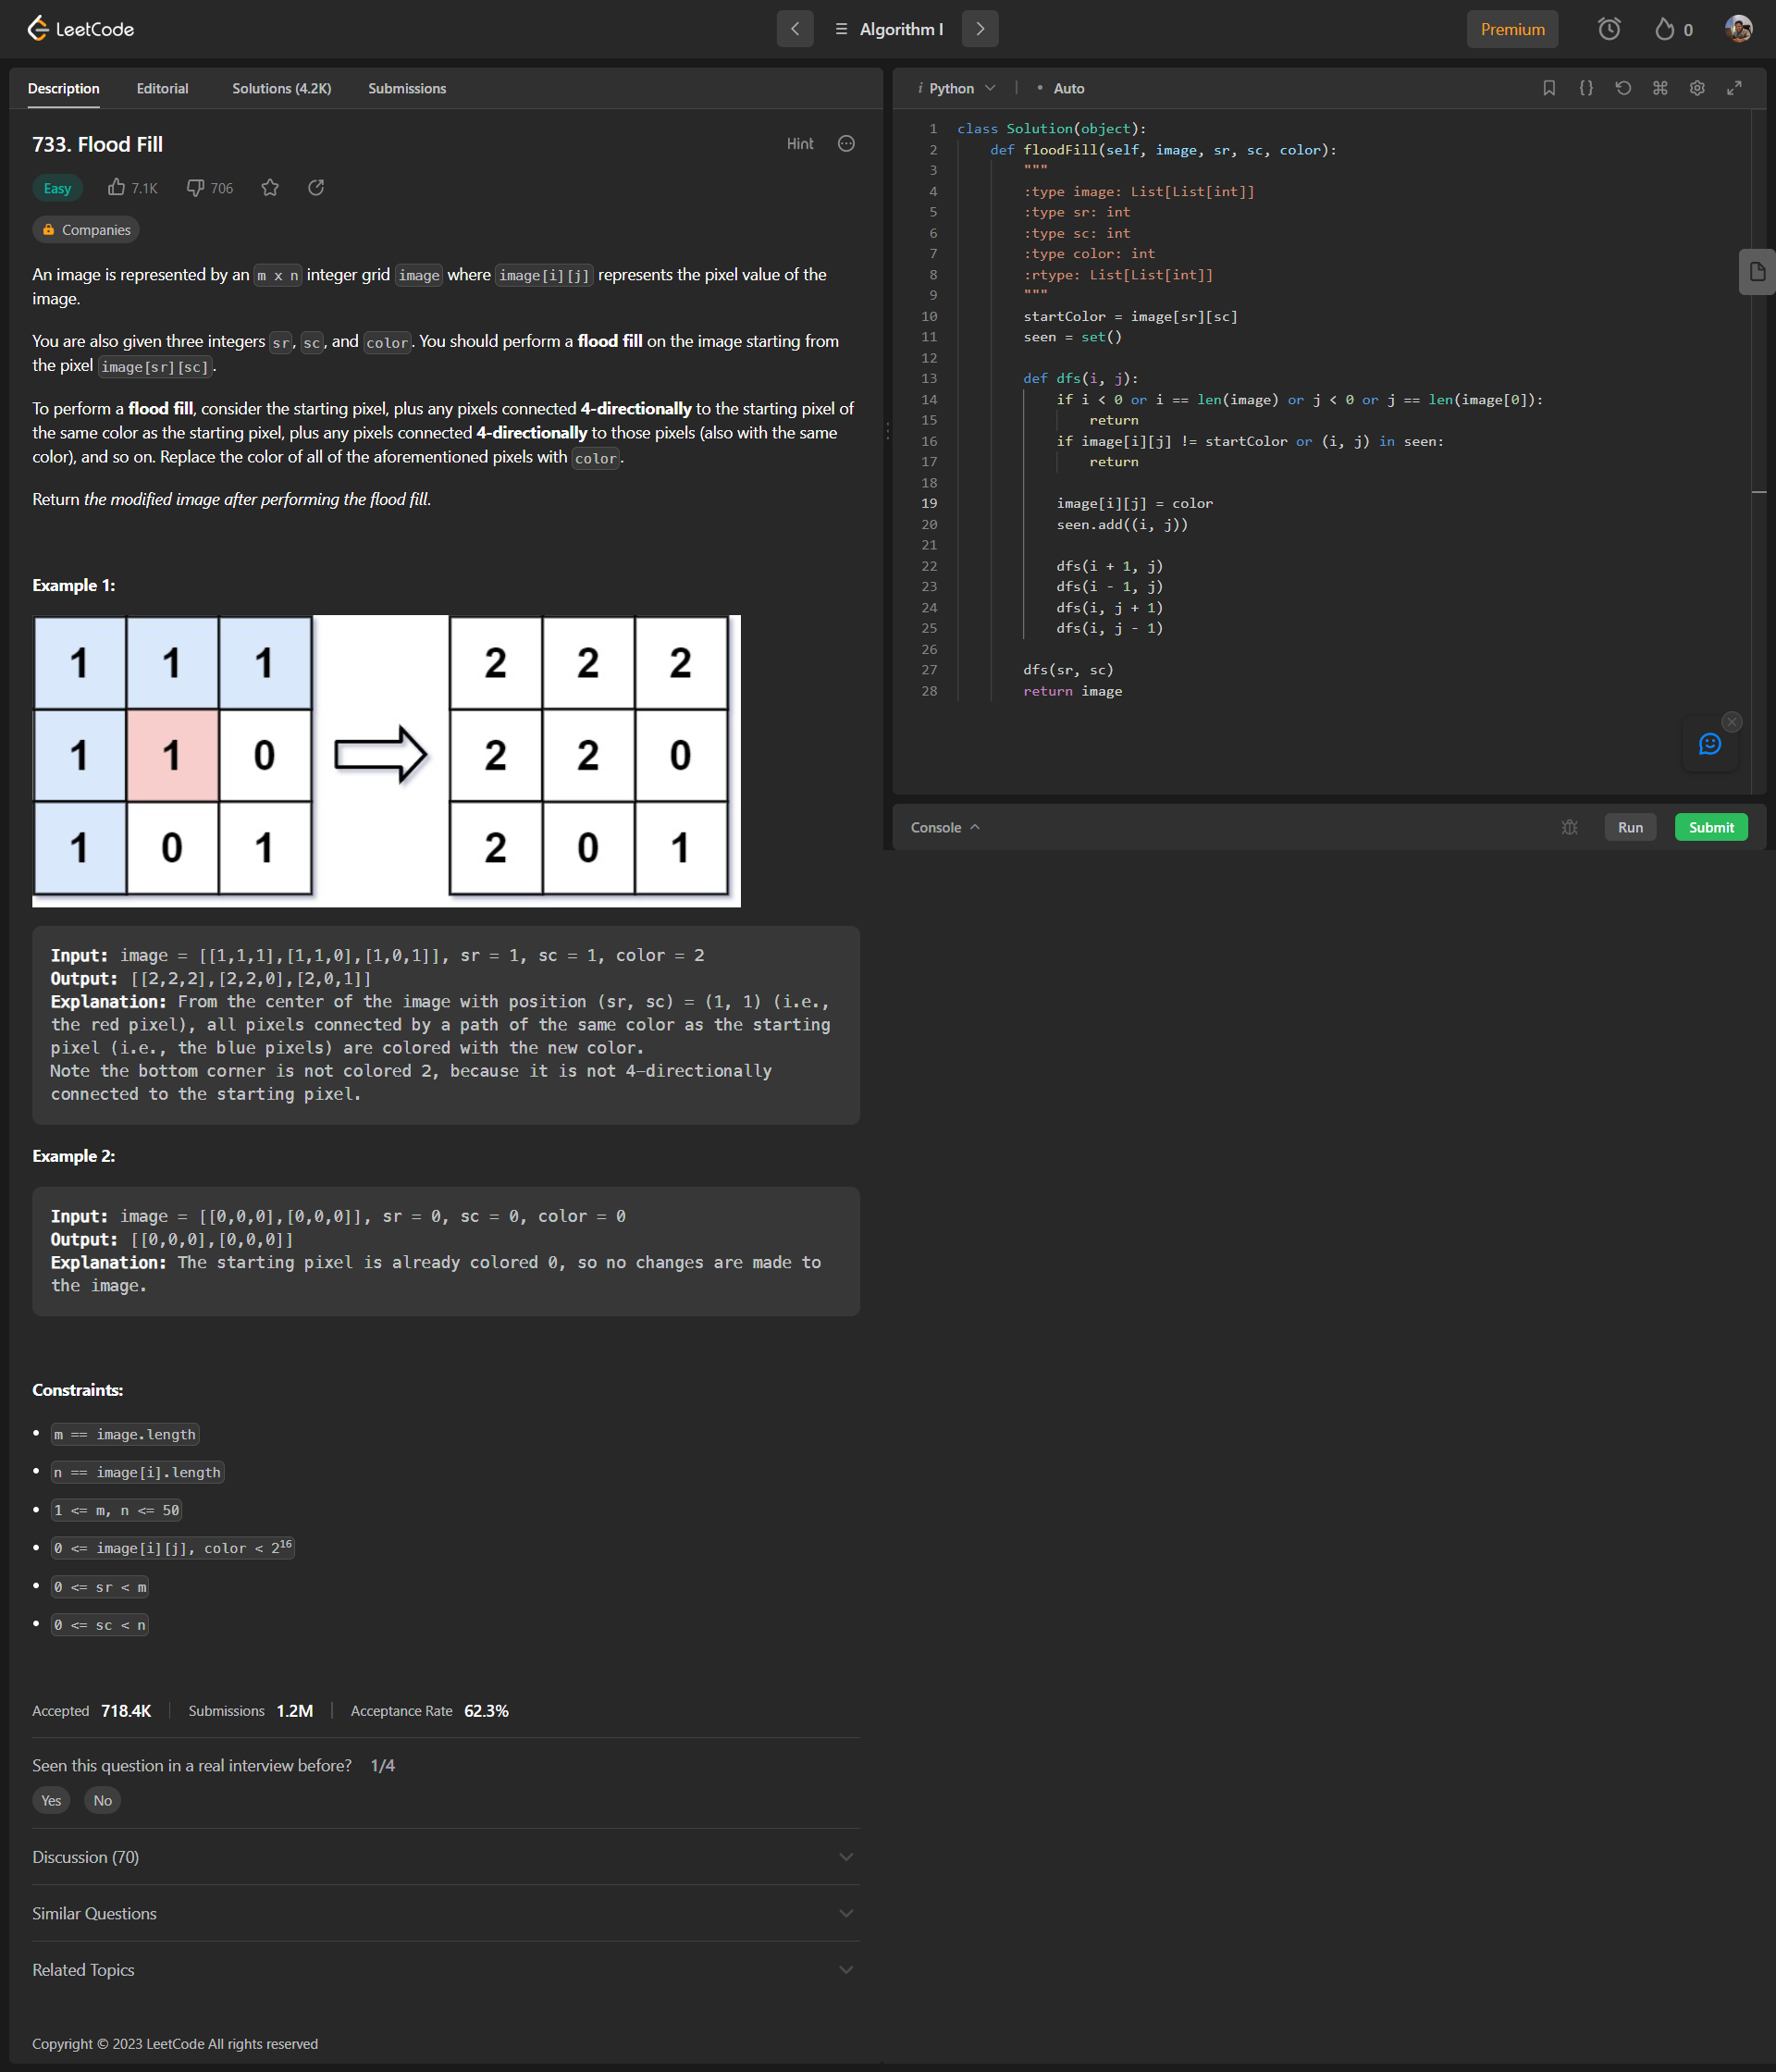 LeetCode
Algorithm I
Premium
0
Description Editorial Solutions (4.2K) Submissions
733. Flood Fill
Hint
Easy 7.1K 706
Companies
An image is represented by an m x n integer grid image where image[i][j] represents the pixel value of the
image.
You are also given three integers sr, sc, and color. You should perform a flood fill on the image starting from
the pixel image[sr][sc].
To perform a flood fill, consider the starting pixel, plus any pixels connected 4-directionally to the starting pixel of
the same color as the starting pixel, plus any pixels connected 4-directionally to those pixels (also with the same
color), and so on. Replace the color of all of the aforementioned pixels with color.
Return the modified image after performing the flood fill.
Example 1:
1 1 1 2 2 2
1 1 0 2 2 0
1 0 1 2 0 1
Input: image = [[1,1,1],[1,1,0],[1,0,1]], sr = 1, sc = 1, color = 2
Output: [[2,2,2],[2,2,0],[2,0,1]]
Explanation: From the center of the image with position (sr, sc) = (1, 1) (i.e.,
the red pixel), all pixels connected by a path of the same color as the starting
pixel (i.e., the blue pixels) are colored with the new color.
Note the bottom corner is not colored 2, because it is not 4-directionally
connected to the starting pixel.
Example 2:
Input: image = [[0,0,0],[0,0,0]], sr = 0, sc = 0, color = 0
Output: [[0,0,0],[0,0,0]]
Explanation: The starting pixel is already colored 0, so no changes are made to
the image.
Constraints:
• m == image.length
• n == image[i].length
• 1 <= m, n <= 50
• 0 <= image[i][j], color < 2^16
• 0 <= sr < m
• 0 <= sc < n
Accepted 718.4K Submissions 1.2M Acceptance Rate 62.3%
Seen this question in a real interview before? 1/4
Yes No
Discussion (70)
Similar Questions
Related Topics
Copyright © 2023 LeetCode All rights reserved
i Python • Auto
1 class Solution(object):
2     def floodFill(self, image, sr, sc, color):
3         """
4         :type image: List[List[int]]
5         :type sr: int
6         :type sc: int
7         :type color: int
8         :rtype: List[List[int]]
9         """
10         startColor = image[sr][sc]
11         seen = set()
12
13         def dfs(i, j):
14             if i < 0 or i == len(image) or j < 0 or j == len(image[0]):
15                 return
16             if image[i][j] != startColor or (i, j) in seen:
17                 return
18
19             image[i][j] = color
20             seen.add((i, j))
21
22             dfs(i + 1, j)
23             dfs(i - 1, j)
24             dfs(i, j + 1)
25             dfs(i, j - 1)
26
27         dfs(sr, sc)
28         return image
Console Run Submit